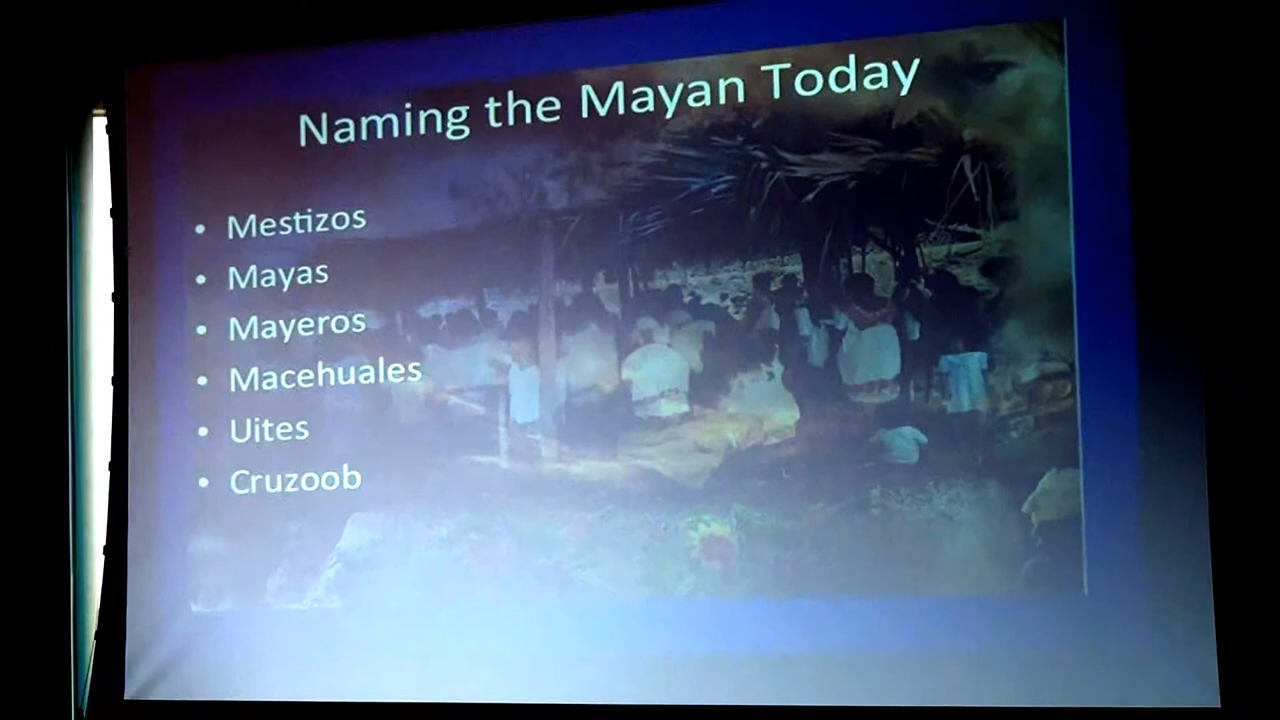 Naming the Mayan Today
• Mestizos
• Mayas
• Mayeros
• Macehuales
• Uites
• Cruzoob